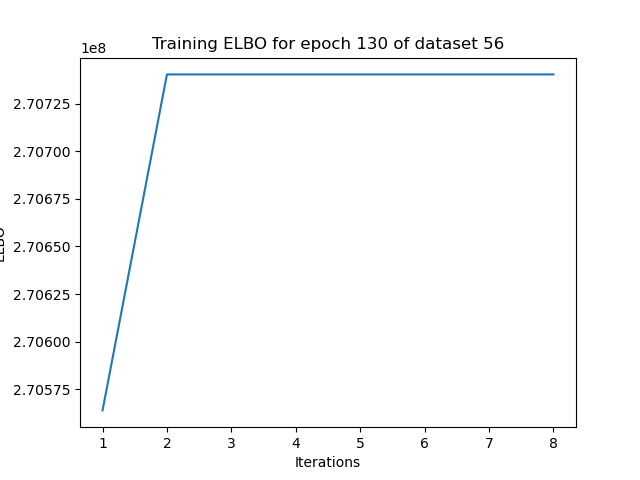 1e8
Training ELBO for epoch 130 of dataset 56
2.70725
2.70700
2.70675
2.70650
2.70625
2.70600
2.70575
ELBO
1 2 3 4 5 6 7 8
Iterations